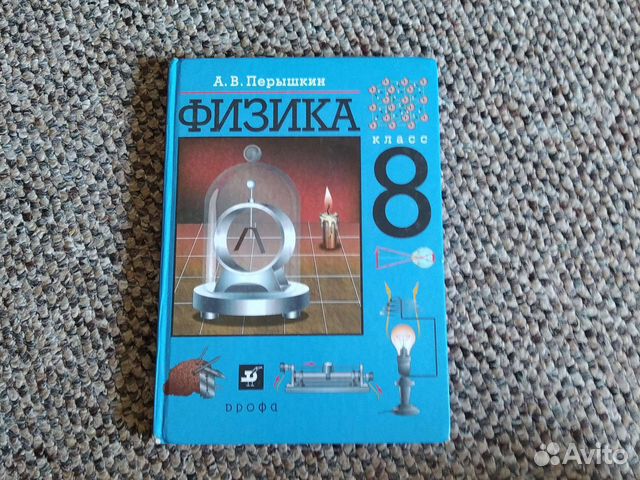 А. В. Перышкин
ФИЗИКА
класс
8
дрофа
Avito